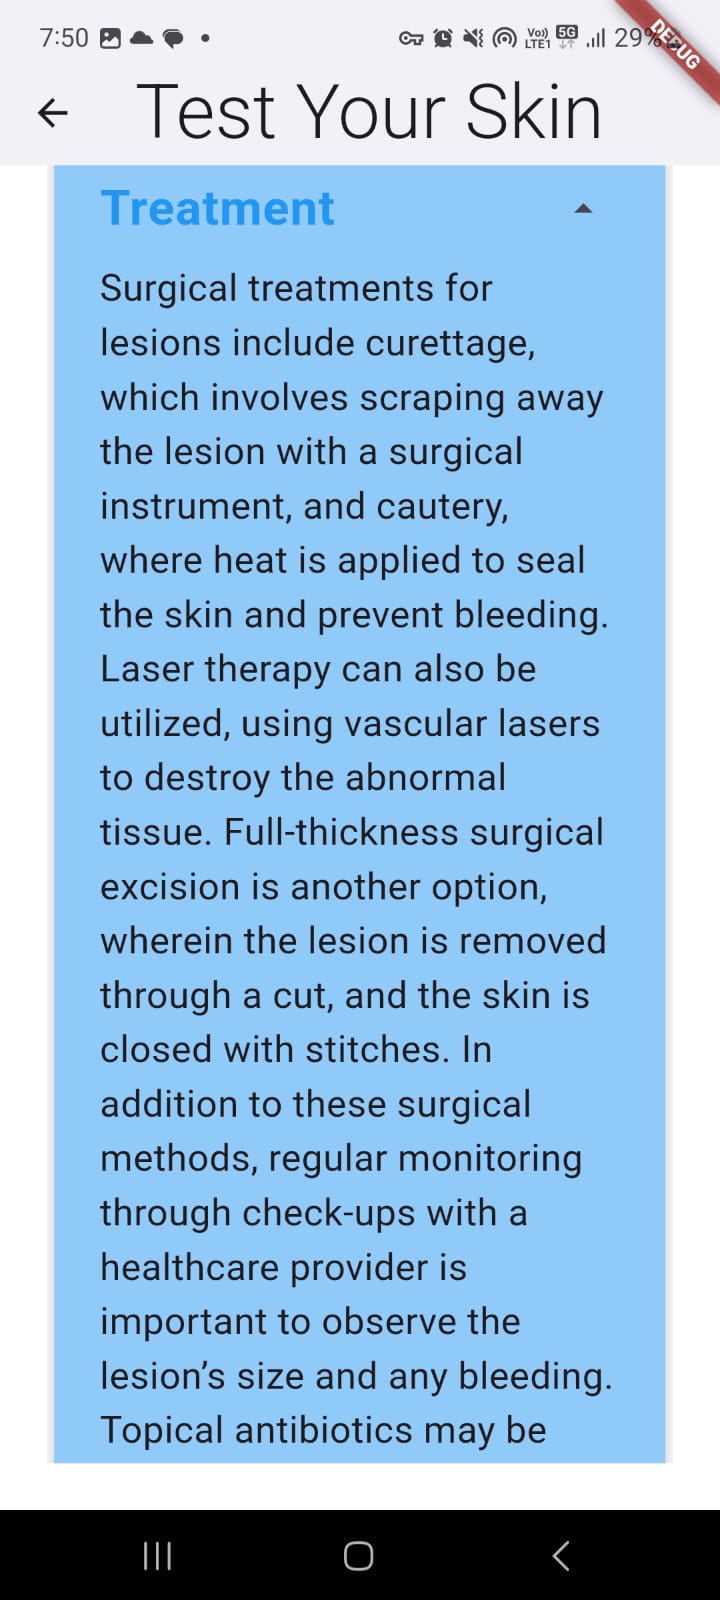 7:50
Vo)) 5G
LTE1
29%
DEBUG
Test Your Skin
Treatment
Surgical treatments for
lesions include curettage,
which involves scraping away
the lesion with a surgical
instrument, and cautery,
where heat is applied to seal
the skin and prevent bleeding.
Laser therapy can also be
utilized, using vascular lasers
to destroy the abnormal
tissue. Full-thickness surgical
excision is another option,
wherein the lesion is removed
through a cut, and the skin is
closed with stitches. In
addition to these surgical
methods, regular monitoring
through check-ups with a
healthcare provider is
important to observe the
lesion’s size and any bleeding.
Topical antibiotics may be